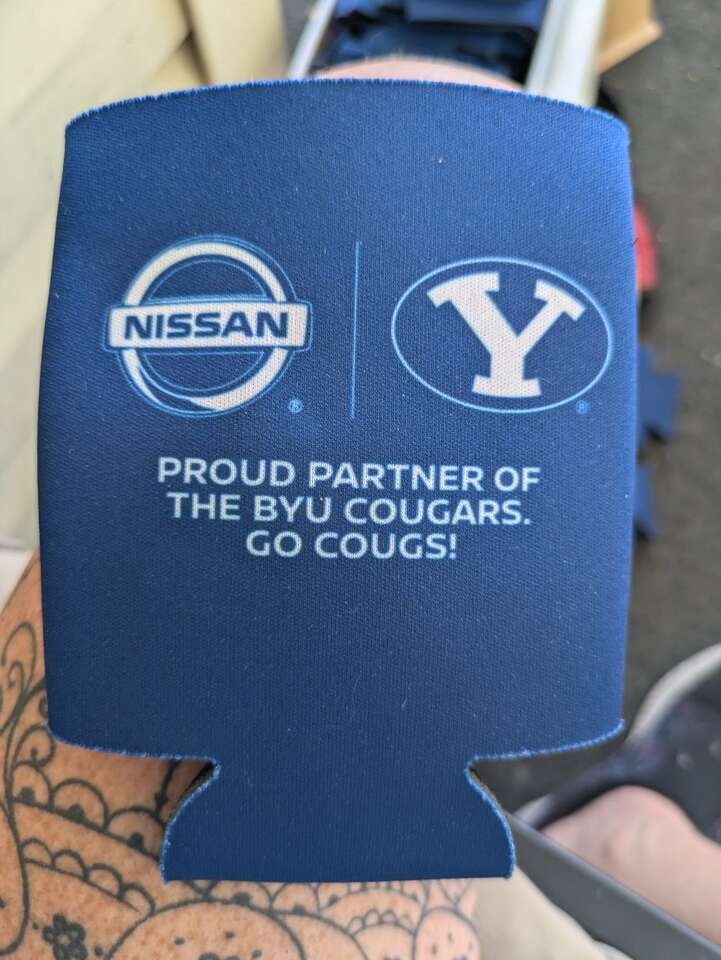 NISSAN
®
Y
®
PROUD PARTNER OF
THE BYU COUGARS.
GO COUGS!